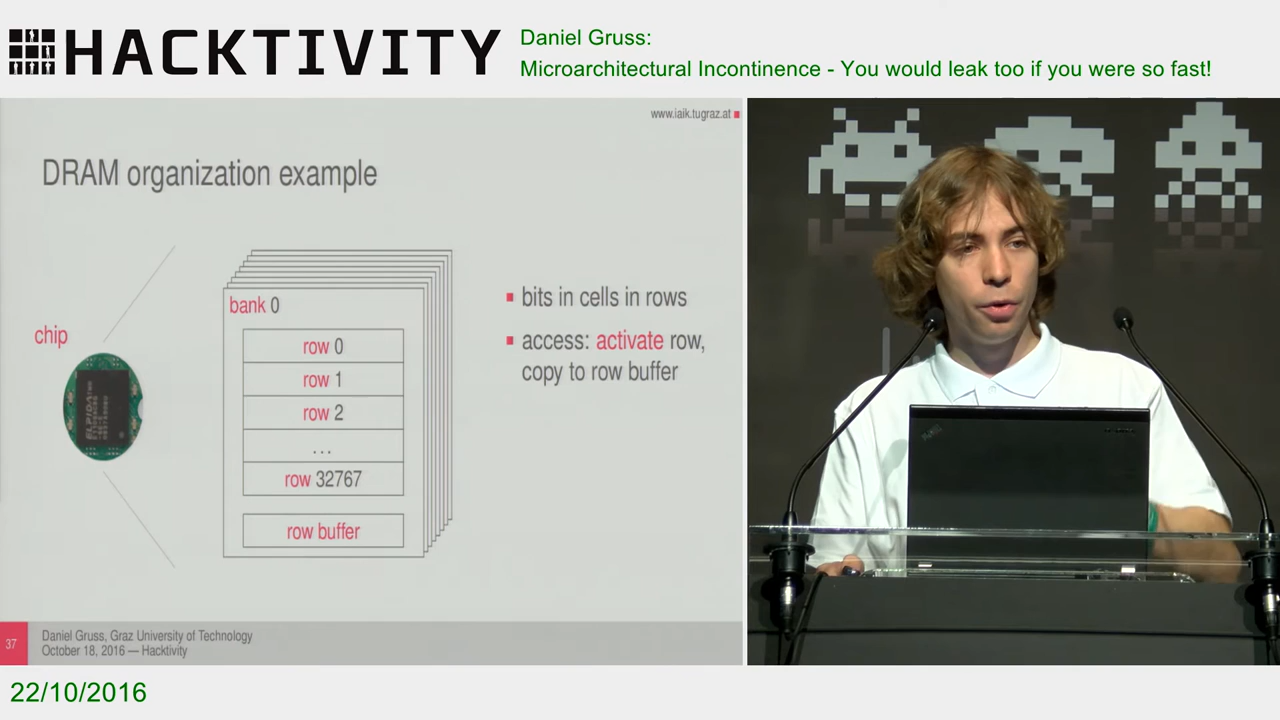 HACKTIVITY
Daniel Gruss:
Microarchitectural Incontinence - You would leak too if you were so fast!
www.iaik.tugraz.at
DRAM organization example
chip
bank 0
row 0
row 1
row 2
...
row 32767
row buffer
bits in cells in rows
access: activate row,
copy to row buffer
37
Daniel Gruss, Graz University of Technology
October 18, 2016 — Hacktivity
22/10/2016